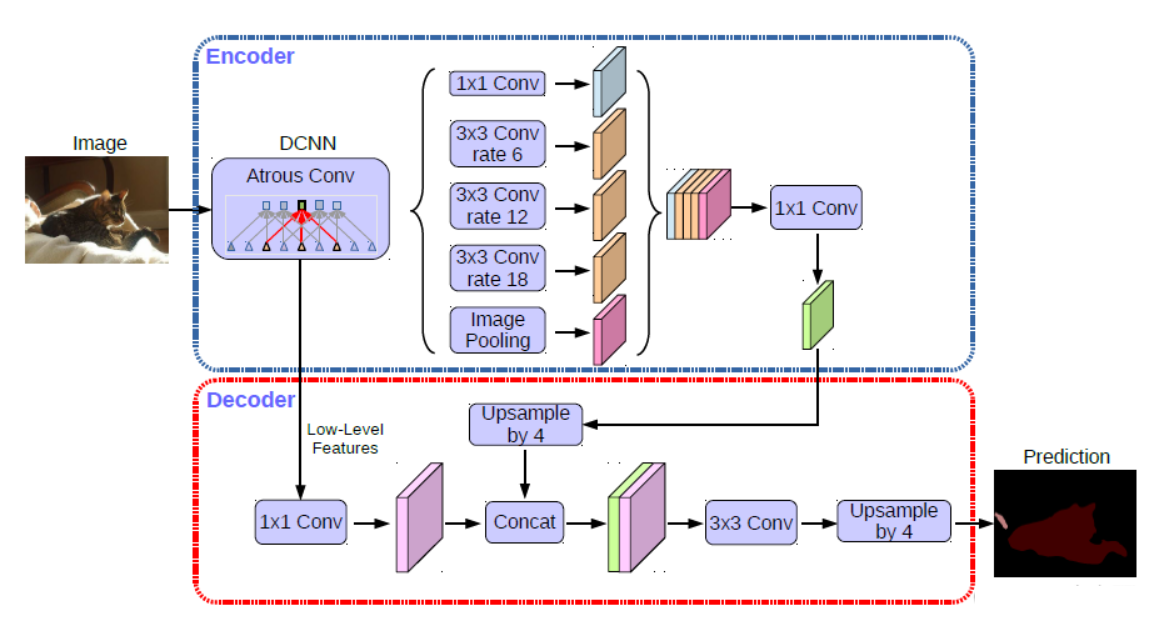 Encoder
Image
DCNN
Atrous Conv
1x1 Conv
3x3 Conv
rate 6
3x3 Conv
rate 12
3x3 Conv
rate 18
Image
Pooling
1x1 Conv
Decoder
Low-Level
Features
Upsample
by 4
1x1 Conv
Concat
3x3 Conv
Upsample
by 4
Prediction